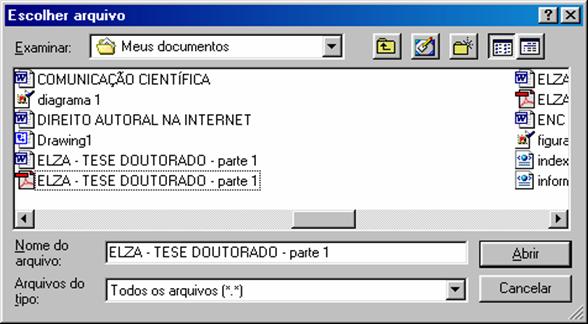 Escolher arquivo
Examinar: Meus documentos
COMUNICAÇÃO CIENTÍFICA
diagrama 1
DIREITO AUTORAL NA INTERNET
Drawing1
ELZA - TESE DOUTORADO - parte 1
ELZA - TESE DOUTORADO - parte 1
ELZA
ELZA
ENC
figura
index
inform
Nome do arquivo: ELZA - TESE DOUTORADO - parte 1
Abrir
Arquivos do tipo: Todos os arquivos (*.*)
Cancelar